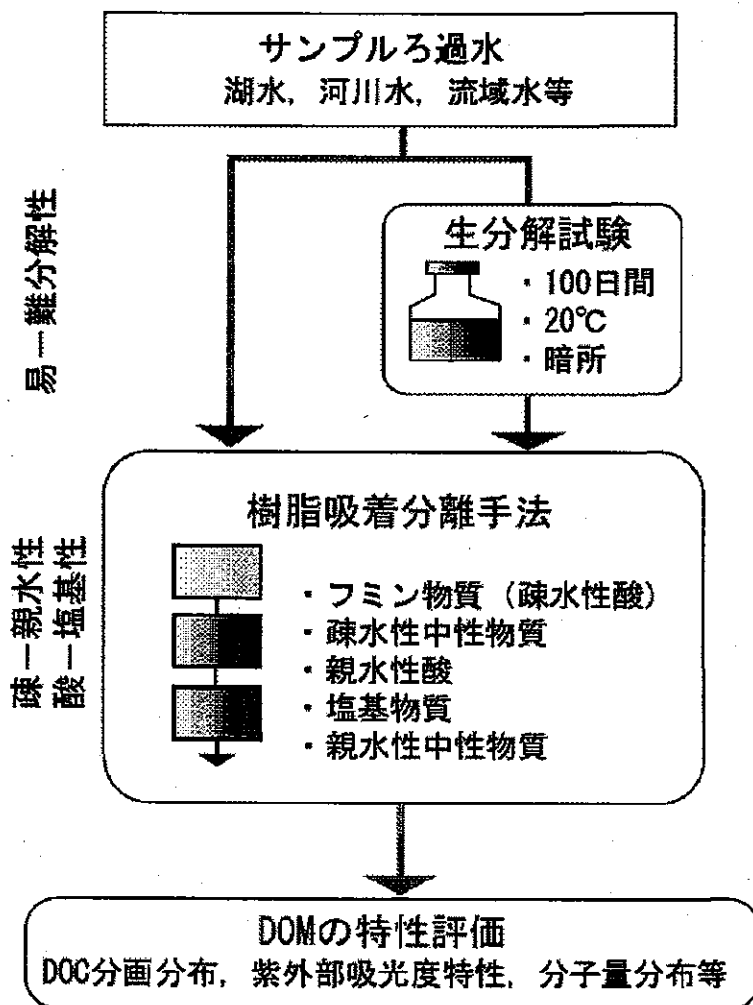 サンプルろ過水
湖水，河川水，流域水等
易－難分解性
生分解試験
・100日間
・20℃
・暗所
疎－親水性
酸－塩基性
樹脂吸着分離手法
・フミン物質（疎水性酸）
・疎水性中性物質
・親水性酸
・塩基物質
・親水性中性物質
DOMの特性評価
DOC分画分布，紫外部吸光度特性，分子量分布等